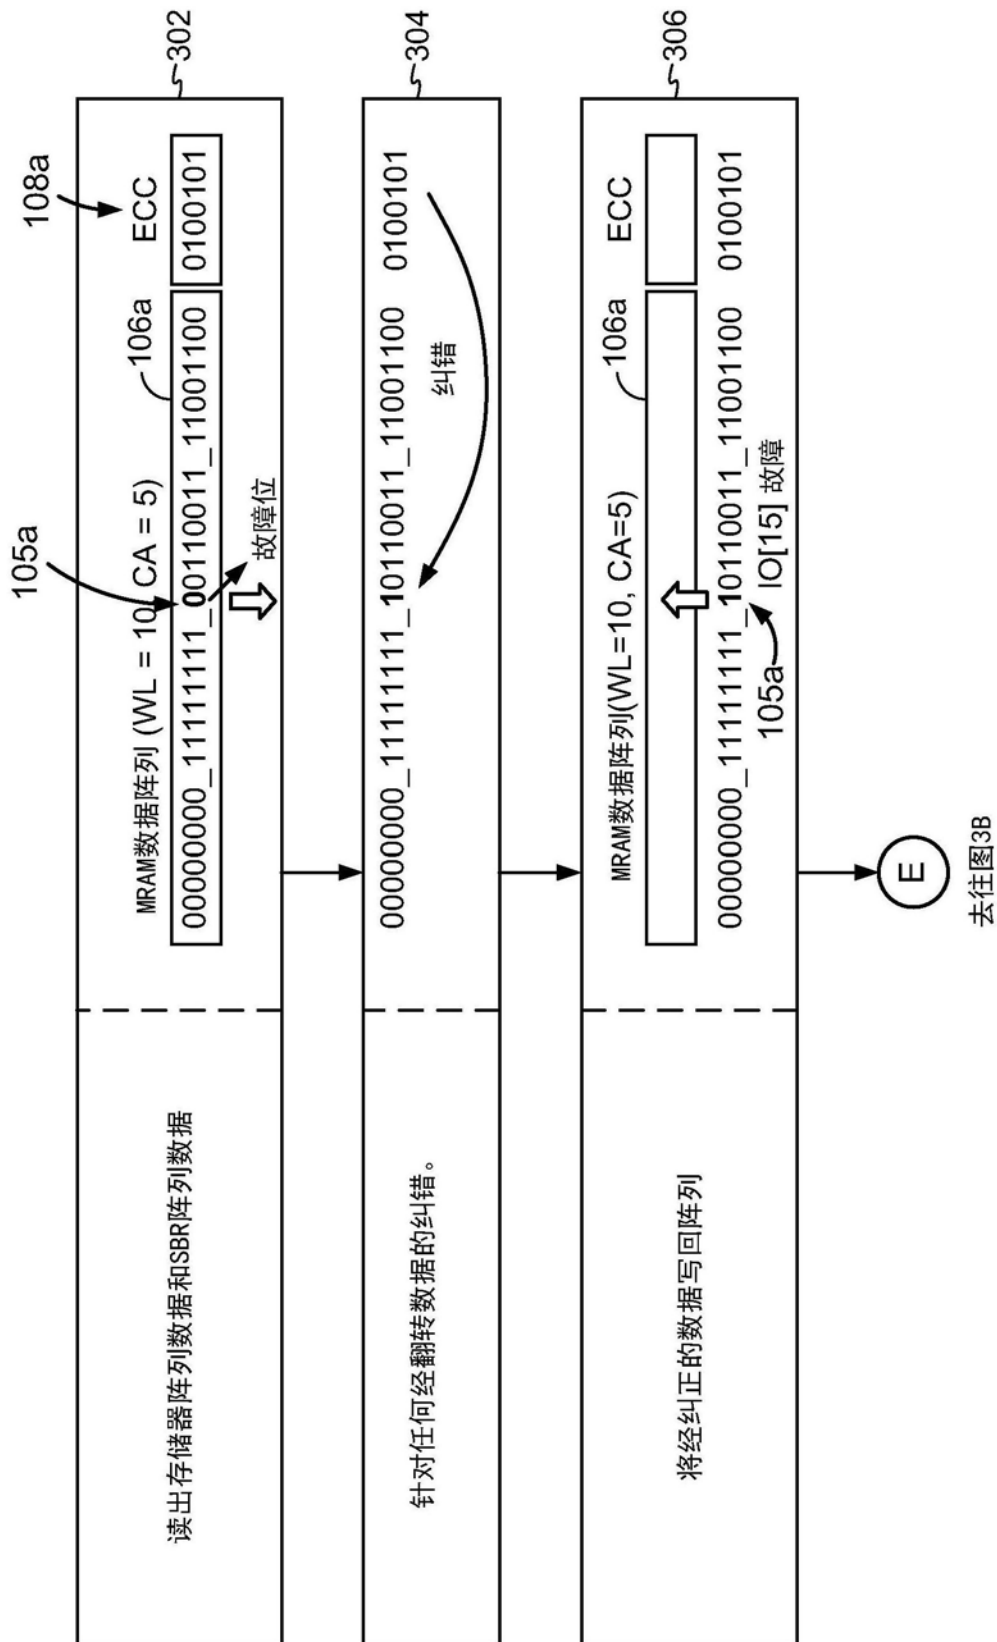 108a
105a
MRAM数据阵列 (WL = 10, CA = 5)
ECC
302
106a
读出存储器阵列数据和SBR阵列数据
00000000_11111111_00110011_11001100
0100101
故障位
304
00000000_11111111_10110011_11001100
0100101
针对任何经翻转数据的纠错。
纠错
306
MRAM数据阵列(WL=10, CA=5)
106a
ECC
将经纠正的数据写回阵列
00000000_11111111_10110011_11001100
0100101
105a
IO[15] 故障
E
去往图3B